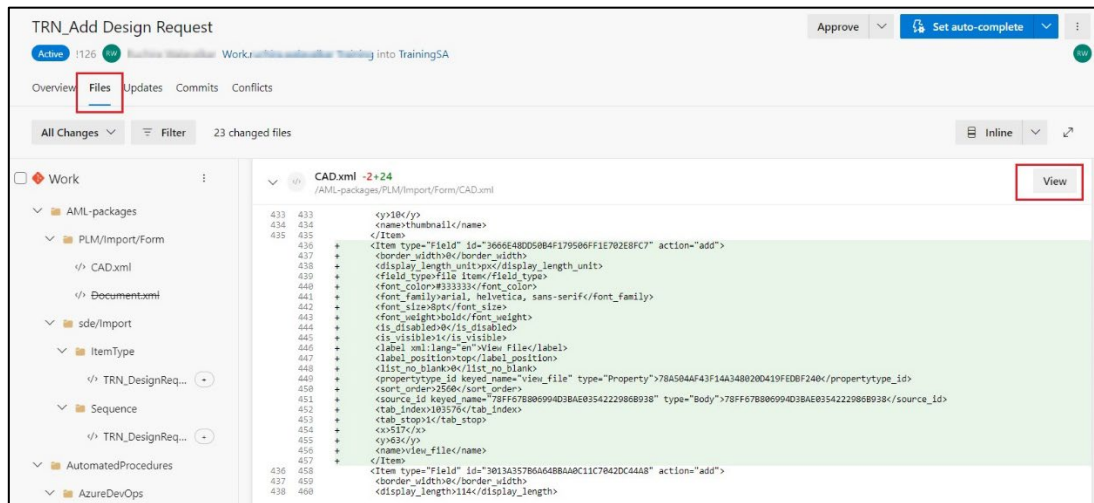 TRN_Add Design Request
Approve
Set auto-complete
Active !126 RW Work. Training into TrainingSA
RW
Overview Files Updates Commits Conflicts
All Changes Filter 23 changed files Inline
Work
AML-packages
PLM/Import/Form
CAD.xml
Document.xml
sde/Import
ItemType
TRN_DesignReq... +
Sequence
TRN_DesignReq... +
AutomatedProcedures
AzureDevOps
CAD.xml -2+24
/AML-packages/PLM/Import/Form/CAD.xml
View
433 433 <y>10</y>
434 434 <name>thumbnail</name>
435 435 </Item>
436 + <Item type="Field" id="3666E48DD50B4F179506FF1E702E8FC7" action="add">
437 + <border_width>0</border_width>
438 + <display_length_unit>px</display_length_unit>
439 + <field_type>file item</field_type>
440 + <font_color>#333333</font_color>
441 + <font_family>arial, helvetica, sans-serif</font_family>
442 + <font_size>8pt</font_size>
443 + <font_weight>bold</font_weight>
444 + <is_disabled>0</is_disabled>
445 + <is_visible>1</is_visible>
446 + <label xml:lang="en">View File</label>
447 + <label_position>top</label_position>
448 + <list_no_blank>0</list_no_blank>
449 + <propertytype_id keyed_name="view_file" type="Property">78A504AF43F14A348020D419FEDBF240</propertytype_id>
450 + <sort_order>2560</sort_order>
451 + <source_id keyed_name="78FF67B806994D3BAE0354222986B938" type="Body">78FF67B806994D3BAE0354222986B938</source_id>
452 + <tab_index>103576</tab_index>
453 + <tab_stop>1</tab_stop>
454 + <x>517</x>
455 + <y>63</y>
456 + <name>view_file</name>
457 + </Item>
436 458 <Item type="Field" id="3013A357B6A64BBAA0C11C7042DC44A8" action="add">
437 459 <border_width>0</border_width>
438 460 <display_length>114</display_length>